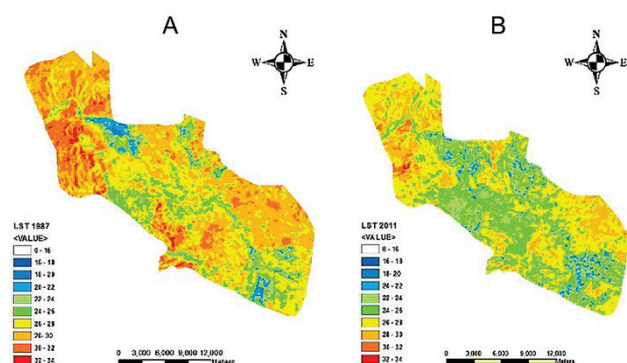 A
B
N
W E
S
N
W E
S
LST 1987
<VALUE>
0 - 16
16 - 18
18 - 20
20 - 22
22 - 24
24 - 26
26 - 28
28 - 30
30 - 32
32 - 34
0 3,000 6,000 9,000 12,000
Meters
LST 2011
<VALUE>
0 - 16
16 - 18
18-20
20 - 22
22 - 24
24 - 26
26 - 28
28 - 30
30 - 32
32 - 34
0 3,000 6,000 12,000
Meters